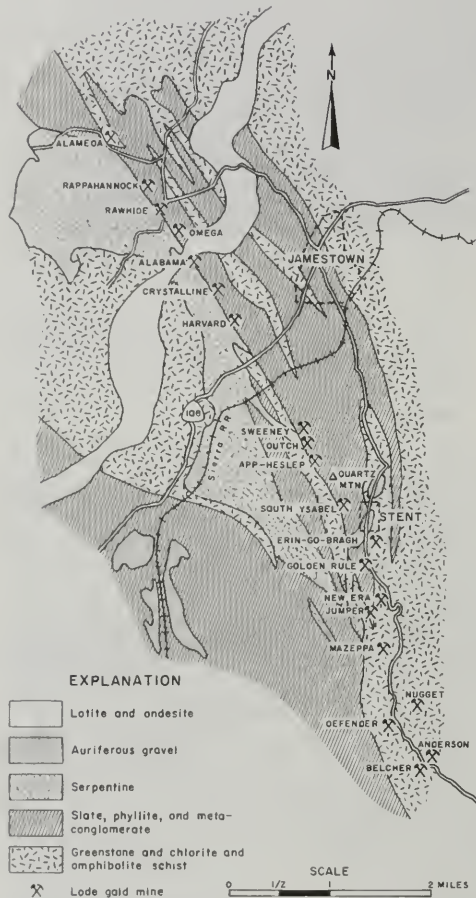 N
ALAMEDA
RAPPAHANNOCK
RAWHIDE
OMEGA
JAMESTOWN
ALABAMA
CRYSTALLINE
HARVARD
108
Sierra RR
SWEENEY
DUTCH
APP-HESLEP
QUARTZ
MTN
SOUTH YSABEL
STENT
ERIN-GO-BRAGH
GOLDEN RULE
NEW ERA
JUMPER
MAZEPPA
NUGGET
DEFENDER
ANDERSON
BELCHER
EXPLANATION
Latite and andesite
Auriferous gravel
Serpentine
Slate, phyllite, and meta-
conglomerate
Greenstone and chlorite and
amphibolite schist
Lode gold mine
SCALE
0 1/2 1 2 MILES